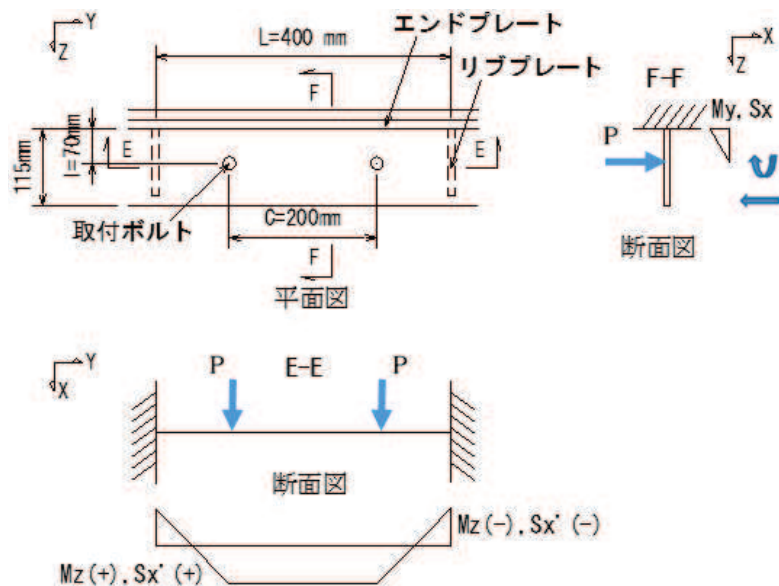 Y
Z
L=400 mm
エンドプレート
リブプレート
F
E
E
115mm
l=70mm
取付ボルト
C=200mm
F
平面図
X
Z
F-F
My, Sx
P
断面図
Y
X
P
E-E
P
断面図
Mz(-),Sx'(-)
Mz(+),Sx'(+)